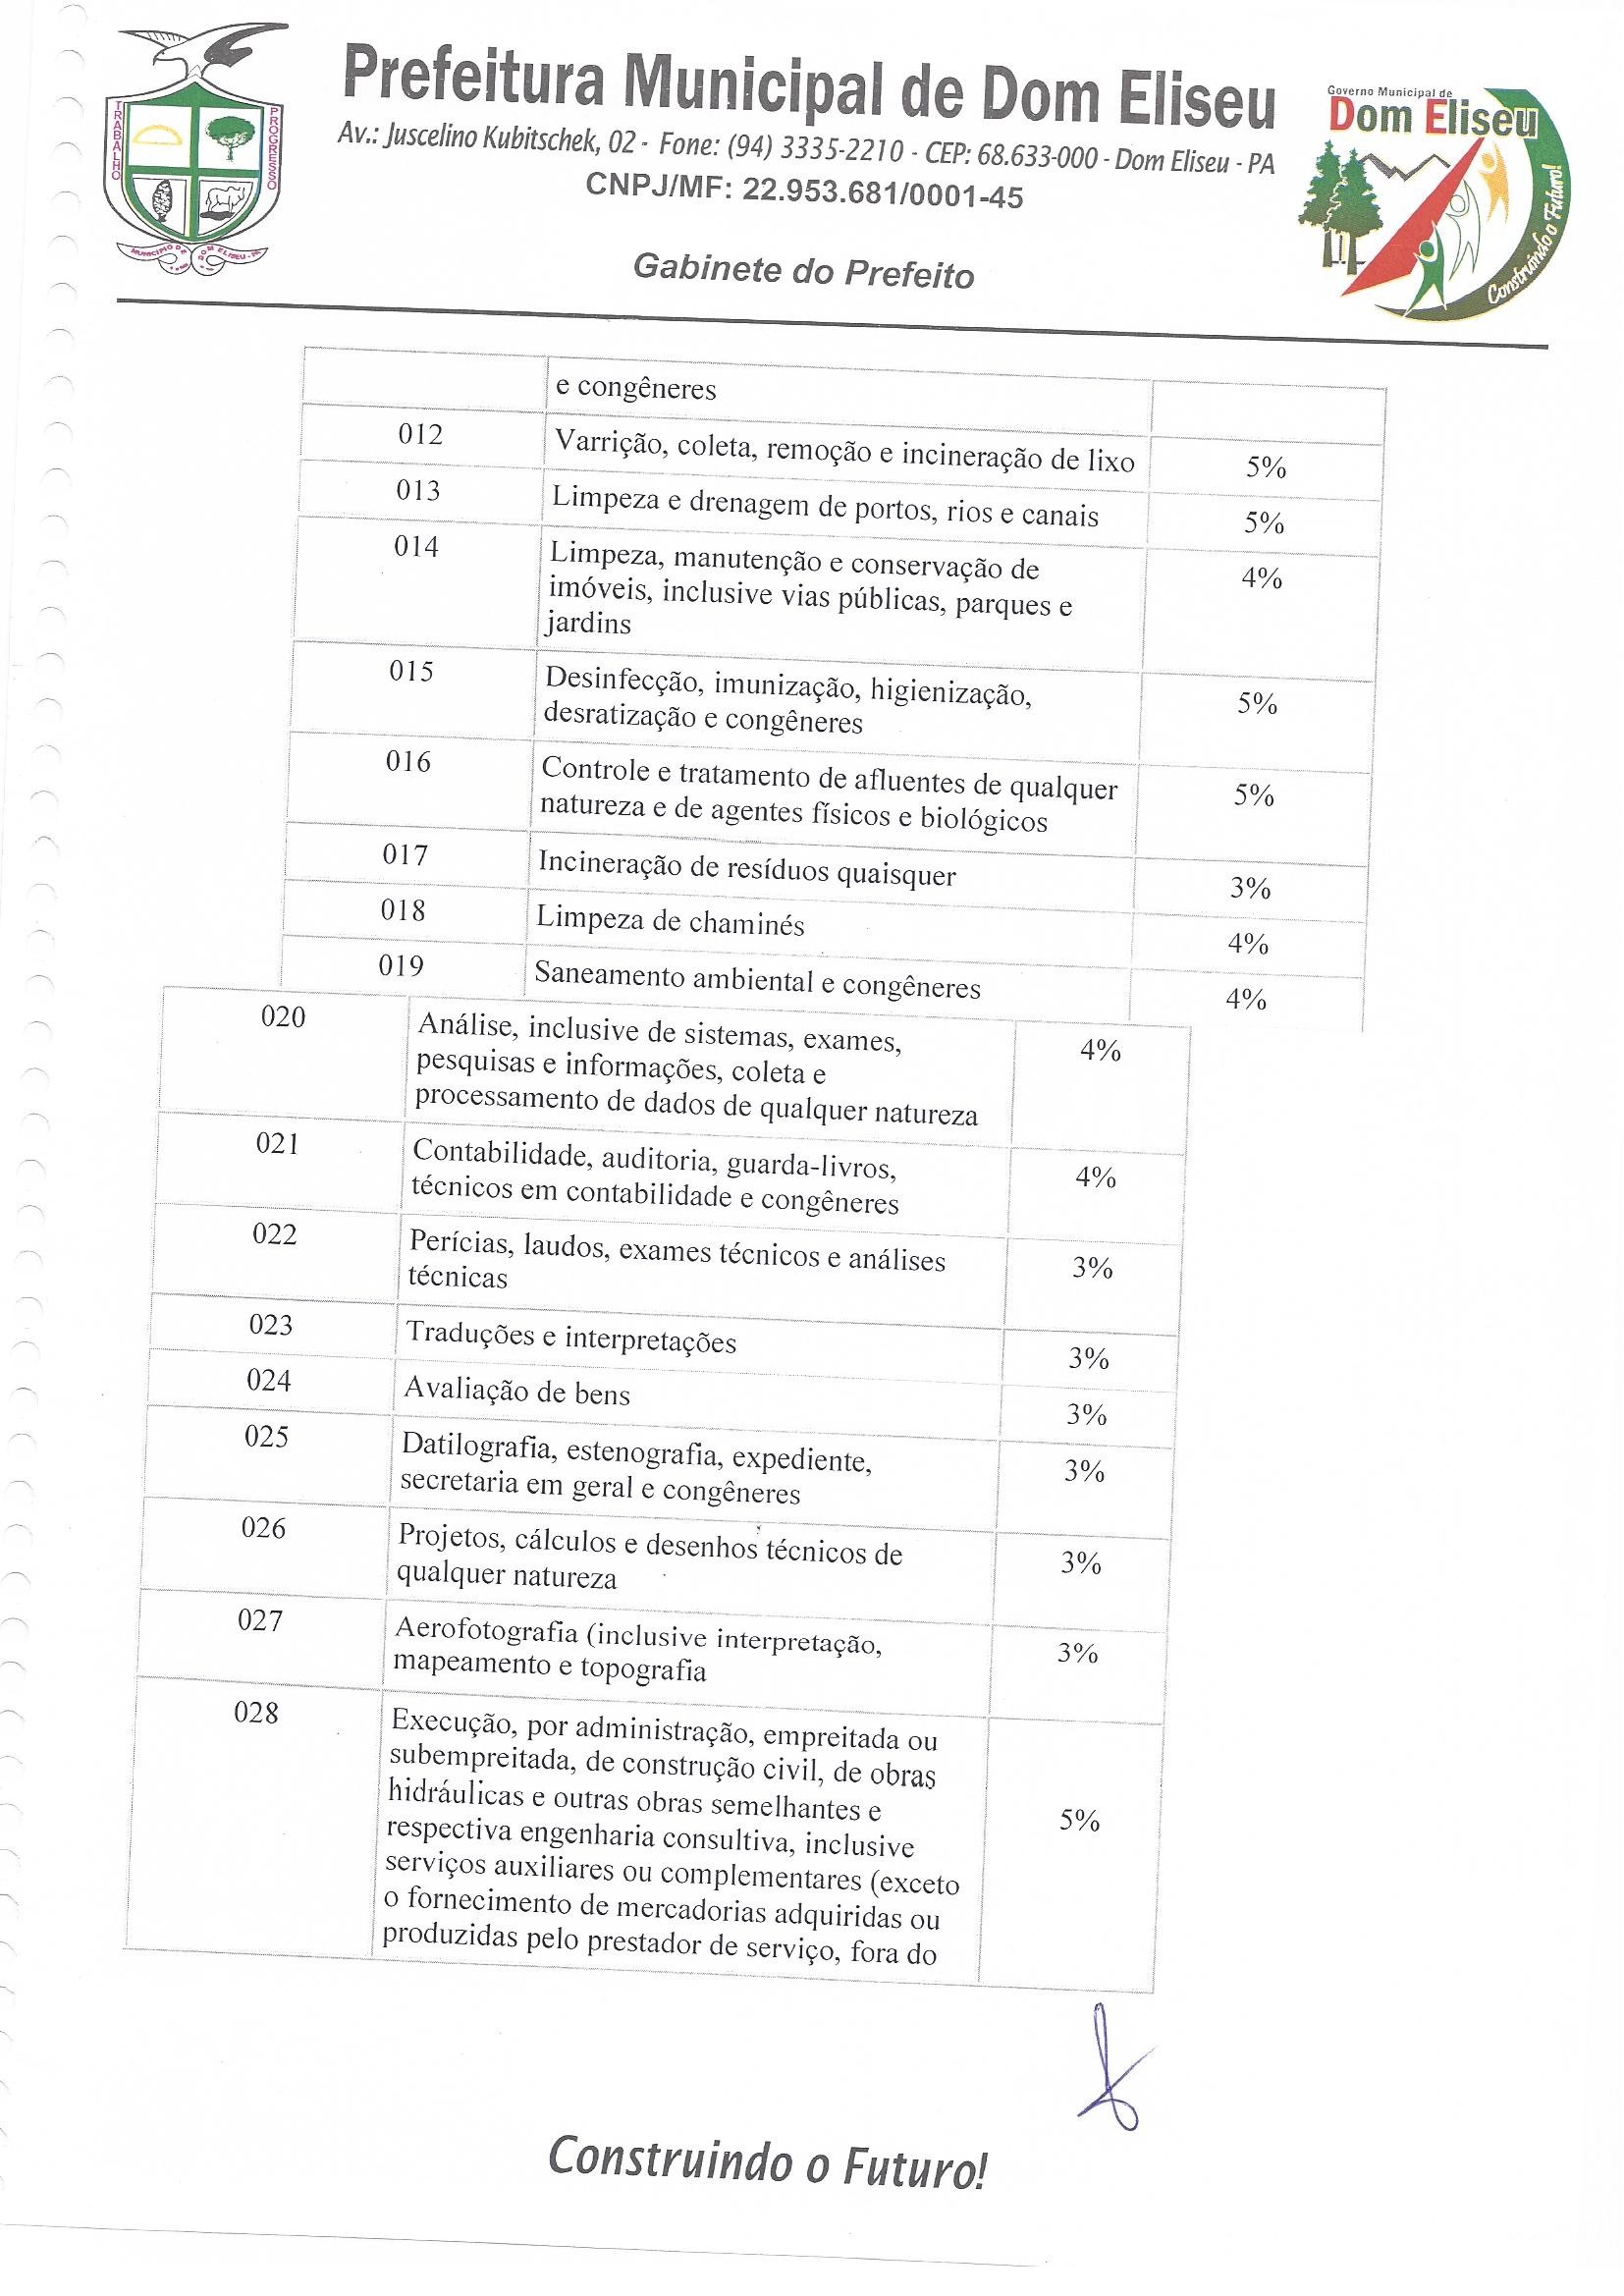 TRABALHO
PROGRESSO
MUNICIPIO DE DOM ELISEU - PA
Prefeitura Municipal de Dom Eliseu
Av.: Juscelino Kubitschek, 02 - Fone: (94) 3335-2210 - CEP: 68.633-000 - Dom Eliseu - PA
CNPJ/MF: 22.953.681/0001-45
Gabinete do Prefeito
Governo Municipal de
Dom Eliseu
Construindo o Futuro!
e congêneres
012 Varrição, coleta, remoção e incineração de lixo 5%
013 Limpeza e drenagem de portos, rios e canais 5%
014 Limpeza, manutenção e conservação de 4%
imóveis, inclusive vias públicas, parques e
jardins
015 Desinfecção, imunização, higienização, 5%
desratização e congêneres
016 Controle e tratamento de afluentes de qualquer 5%
natureza e de agentes físicos e biológicos
017 Incineração de resíduos quaisquer 3%
018 Limpeza de chaminés 4%
019 Saneamento ambiental e congêneres 4%
020 Análise, inclusive de sistemas, exames, 4%
pesquisas e informações, coleta e
processamento de dados de qualquer natureza
021 Contabilidade, auditoria, guarda-livros, 4%
técnicos em contabilidade e congêneres
022 Perícias, laudos, exames técnicos e análises 3%
técnicas
023 Traduções e interpretações 3%
024 Avaliação de bens 3%
025 Datilografia, estenografia, expediente, 3%
secretaria em geral e congêneres
026 Projetos, cálculos e desenhos técnicos de 3%
qualquer natureza
027 Aerofotografia (inclusive interpretação, 3%
mapeamento e topografia
028 Execução, por administração, empreitada ou
subempreitada, de construção civil, de obras
hidráulicas e outras obras semelhantes e 5%
respectiva engenharia consultiva, inclusive
serviços auxiliares ou complementares (exceto
o fornecimento de mercadorias adquiridas ou
produzidas pelo prestador de serviço, fora do
Construindo o Futuro!